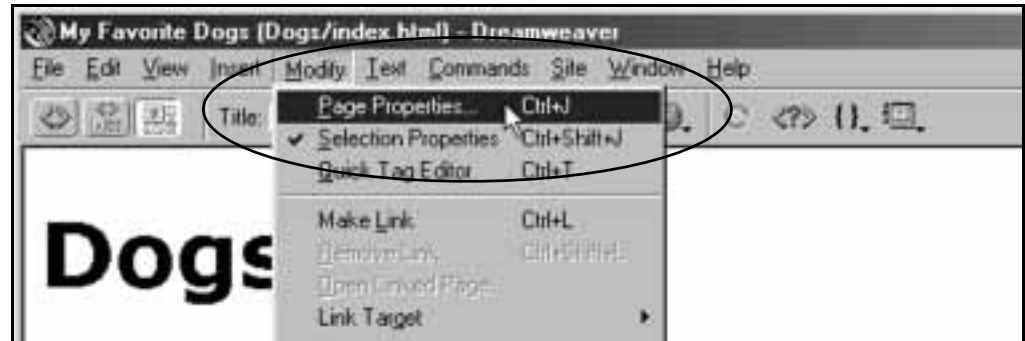 My Favorite Dogs (Dogs/index.html) - Dreamweaver
File Edit View Insert Modify Text Commands Site Window Help
Title:
Page Properties... Ctrl+J
Selection Properties Ctrl+Shift+J
Quick Tag Editor Ctrl+T
Make Link Ctrl+L
Remove Link Ctrl+Shift+L
Open Linked Page...
Link Target
Dogs